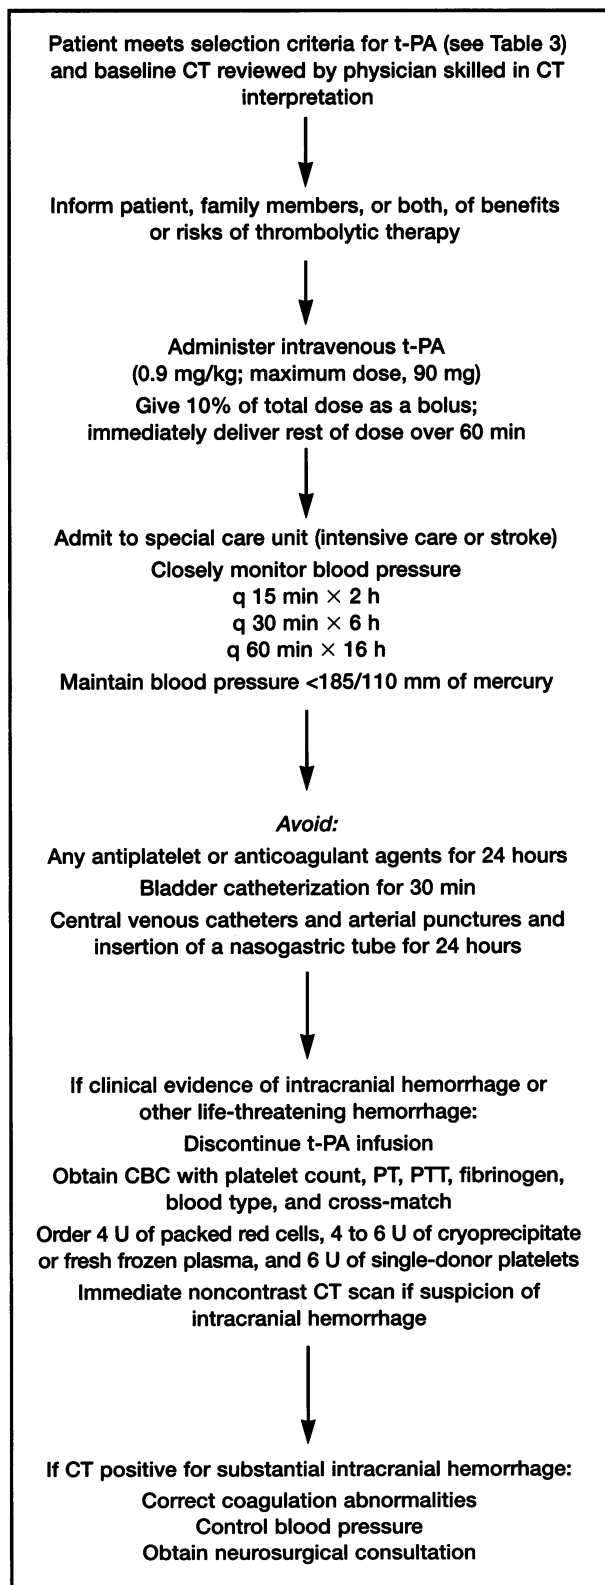 Patient meets selection criteria for t-PA (see Table 3)
and baseline CT reviewed by physician skilled in CT
interpretation
Inform patient, family members, or both, of benefits
or risks of thrombolytic therapy
Administer intravenous t-PA
(0.9 mg/kg; maximum dose, 90 mg)
Give 10% of total dose as a bolus;
immediately deliver rest of dose over 60 min
Admit to special care unit (intensive care or stroke)
Closely monitor blood pressure
q 15 min × 2 h
q 30 min × 6 h
q 60 min × 16 h
Maintain blood pressure <185/110 mm of mercury
Avoid:
Any antiplatelet or anticoagulant agents for 24 hours
Bladder catheterization for 30 min
Central venous catheters and arterial punctures and
insertion of a nasogastric tube for 24 hours
If clinical evidence of intracranial hemorrhage or
other life-threatening hemorrhage:
Discontinue t-PA infusion
Obtain CBC with platelet count, PT, PTT, fibrinogen,
blood type, and cross-match
Order 4 U of packed red cells, 4 to 6 U of cryoprecipitate
or fresh frozen plasma, and 6 U of single-donor platelets
Immediate noncontrast CT scan if suspicion of
intracranial hemorrhage
If CT positive for substantial intracranial hemorrhage:
Correct coagulation abnormalities
Control blood pressure
Obtain neurosurgical consultation